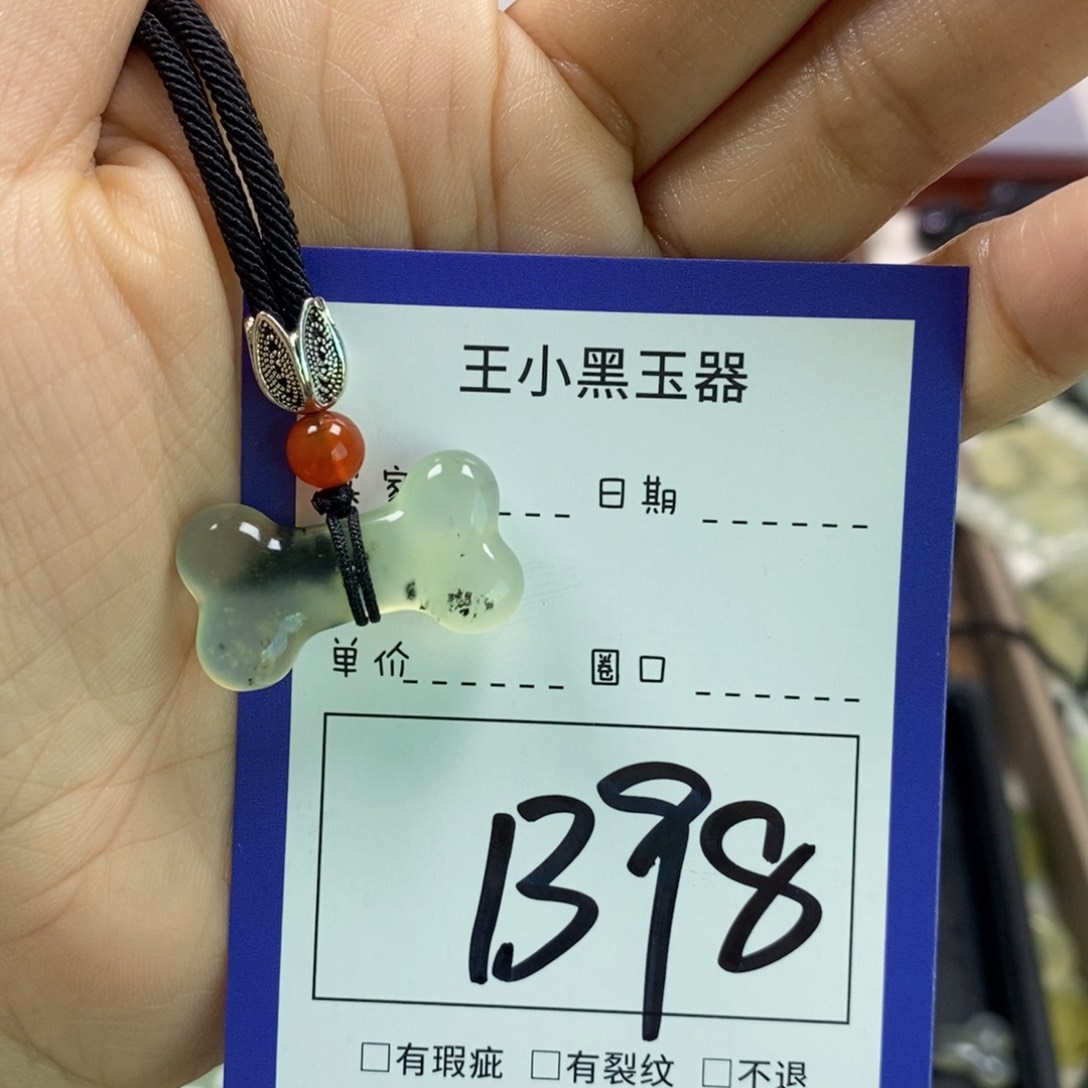 王小黑玉器
家 日期
单价 圈口
1398
□有瑕疵 □有裂纹 □不退